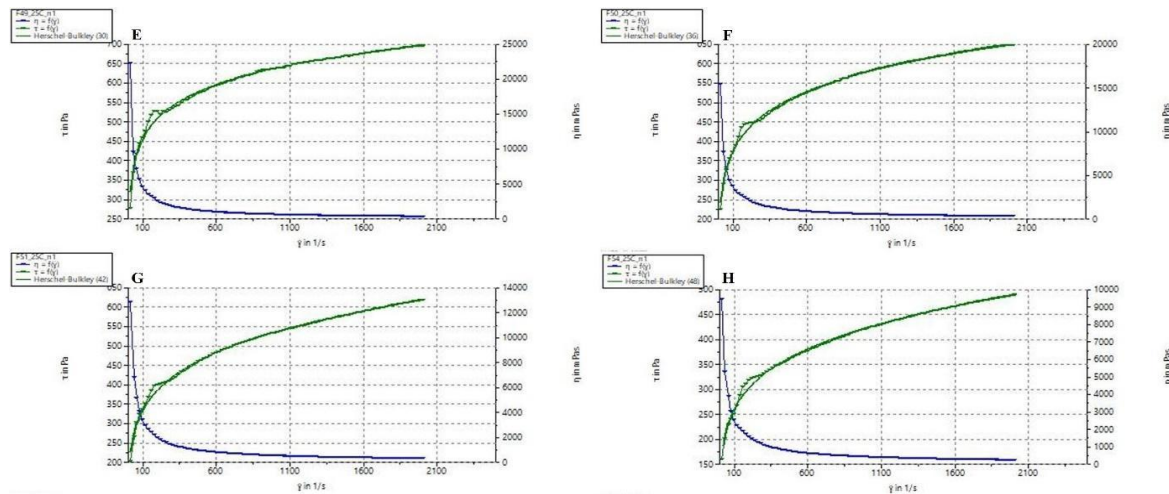 F49_25C_n1
η = f(γ̇)
τ = f(γ̇)
Herschel-Bulkley (30)
E
700
650
600
550
500
450
400
350
300
250
τ in Pa
25000
20000
15000
10000
5000
0
η in mPas
100
600
1100
1600
2100
γ̇ in 1/s
F50_25C_n1
η = f(γ̇)
τ = f(γ̇)
Herschel-Bulkley (36)
F
650
600
550
500
450
400
350
300
250
200
τ in Pa
20000
15000
10000
5000
0
η in mPas
100
600
1100
1600
2100
γ̇ in 1/s
F51_25C_n1
η = f(γ̇)
τ = f(γ̇)
Herschel-Bulkley (42)
G
650
600
550
500
450
400
350
300
250
200
τ in Pa
14000
12000
10000
8000
6000
4000
2000
0
η in mPas
100
600
1100
1600
2100
γ̇ in 1/s
F54_25C_n1
η = f(γ̇)
τ = f(γ̇)
Herschel-Bulkley (48)
H
500
450
400
350
300
250
200
150
τ in Pa
10000
9000
8000
7000
6000
5000
4000
3000
2000
1000
0
η in mPas
100
600
1100
1600
2100
γ̇ in 1/s